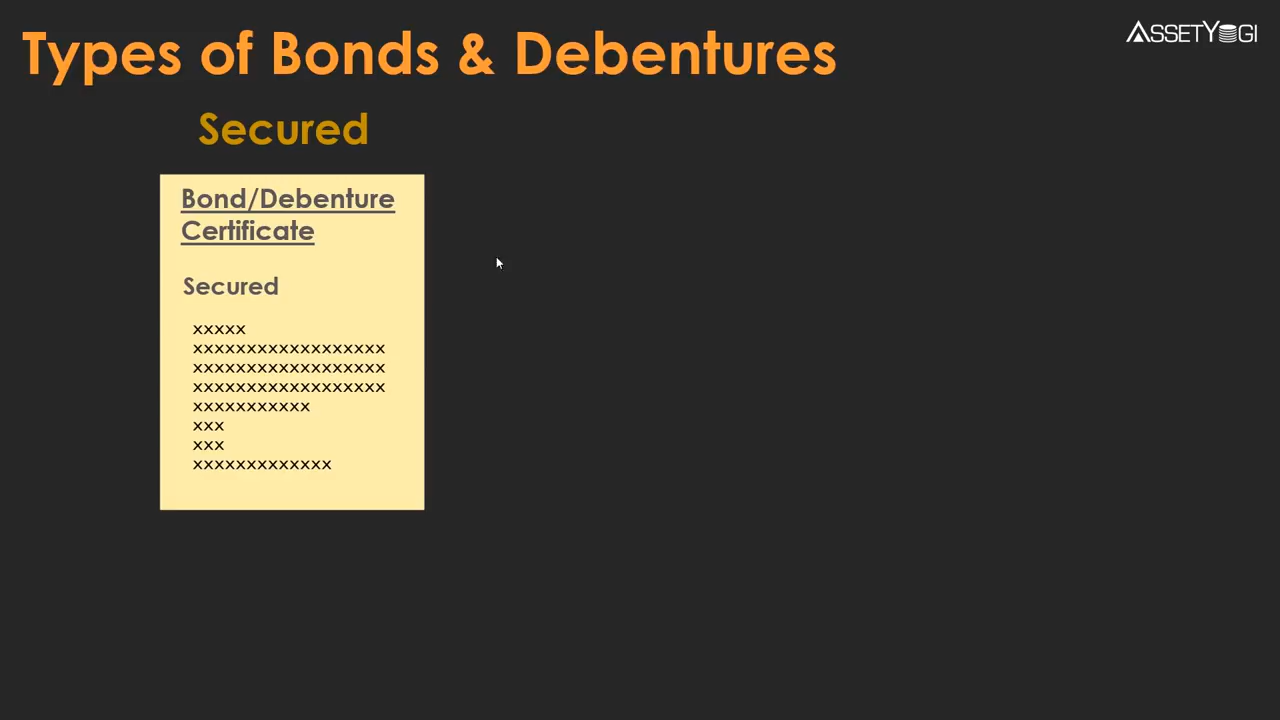 Types of Bonds & Debentures
ASSETYOGI
Secured
Bond/Debenture
Certificate
Secured
xxxxx
xxxxxxxxxxxxxxxxxx
xxxxxxxxxxxxxxxxxx
xxxxxxxxxxxxxxxxxx
xxxxxxxxxxx
xxx
xxx
xxxxxxxxxxxxx